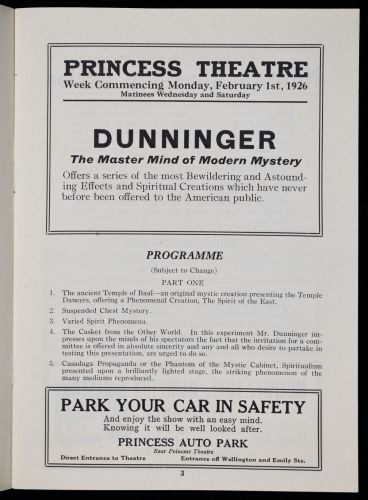 PRINCESS THEATRE
Week Commencing Monday, February 1st, 1926
Matinees Wednesday and Saturday
DUNNINGER
The Master Mind of Modern Mystery
Offers a series of the most Bewildering and Astound-
ing Effects and Spiritual Creations which have never
before been offered to the American public.
PROGRAMME
(Subject to Change)
PART ONE
1. The ancient Temple of Baal—an original mystic creation presenting the Temple
Dancers, offering a Phenomenal Creation, The Spirit of the East.
2. Suspended Chest Mystery.
3. Varied Spirit Phenomena.
4. The Casket from the Other World. In this experiment Mr. Dunninger im-
presses upon the minds of his spectators the fact that the invitation for a com-
mittee is offered in absolute sincerity and any and all who desire to partake in
testing this presentation, are urged to do so.
5. Cusadaga Propaganda or the Phantom of the Mystic Cabinet, Spiritualism
presented upon a brilliantly lighted stage, the striking phenomenon of the
many mediums reproduced.
PARK YOUR CAR IN SAFETY
And enjoy the show with an easy mind.
Knowing it will be well looked after.
PRINCESS AUTO PARK
Rear Princess Theatre
Direct Entrance to Theatre Entrance off Wellington and Emily Sts.
3